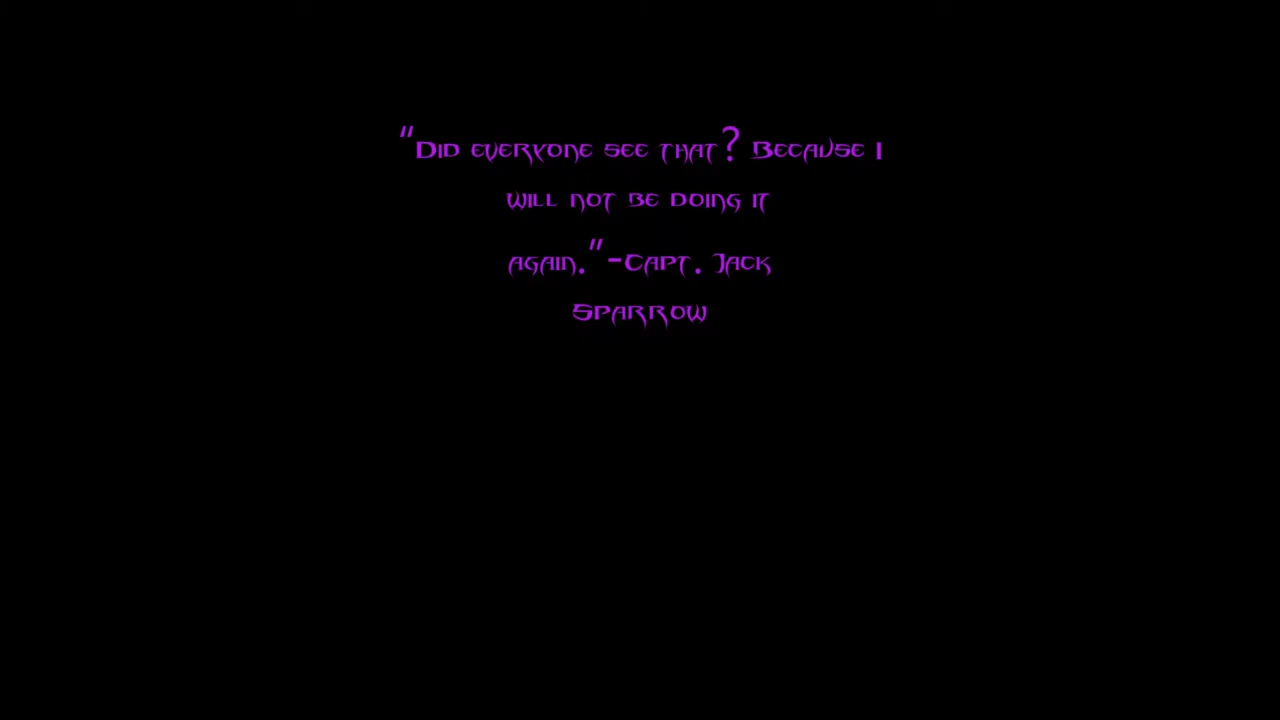 "Did everyone see that? Because I
will not be doing it
again."-Capt. Jack
Sparrow